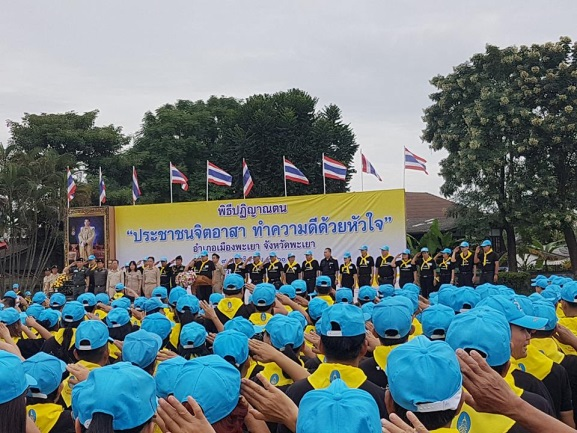 พิธีปฏิญาณตน
“ประชาชนจิตอาสา ทำความดีด้วยหัวใจ”
อำเภอเมืองพะเยา จังหวัดพะเยา